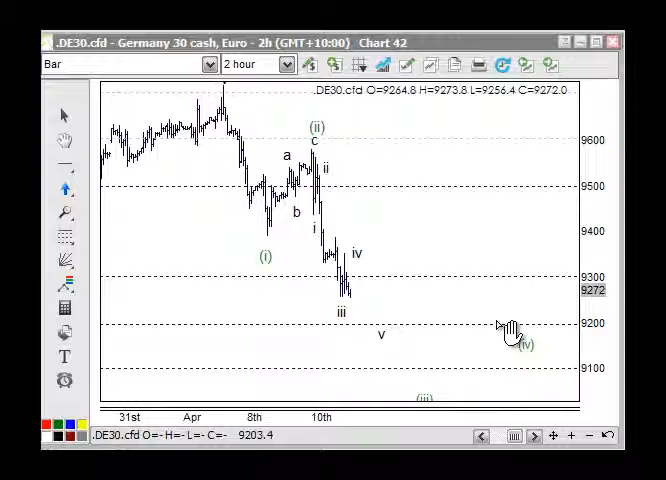 .DE30.cfd - Germany 30 cash, Euro - 2h (GMT+10:00)   Chart 42
Bar
2 hour
.DE30.cfd O=9264.8 H=9273.8 L=9256.4 C=9272.0
(ii)
c
9600
a
ii
9500
b
i
9400
(i)
iv
9300
9272
iii
9200
v
(iv)
9100
(iii)
31st
Apr
8th
10th
.DE30.cfd O=- H=- L=- C=-   9203.4